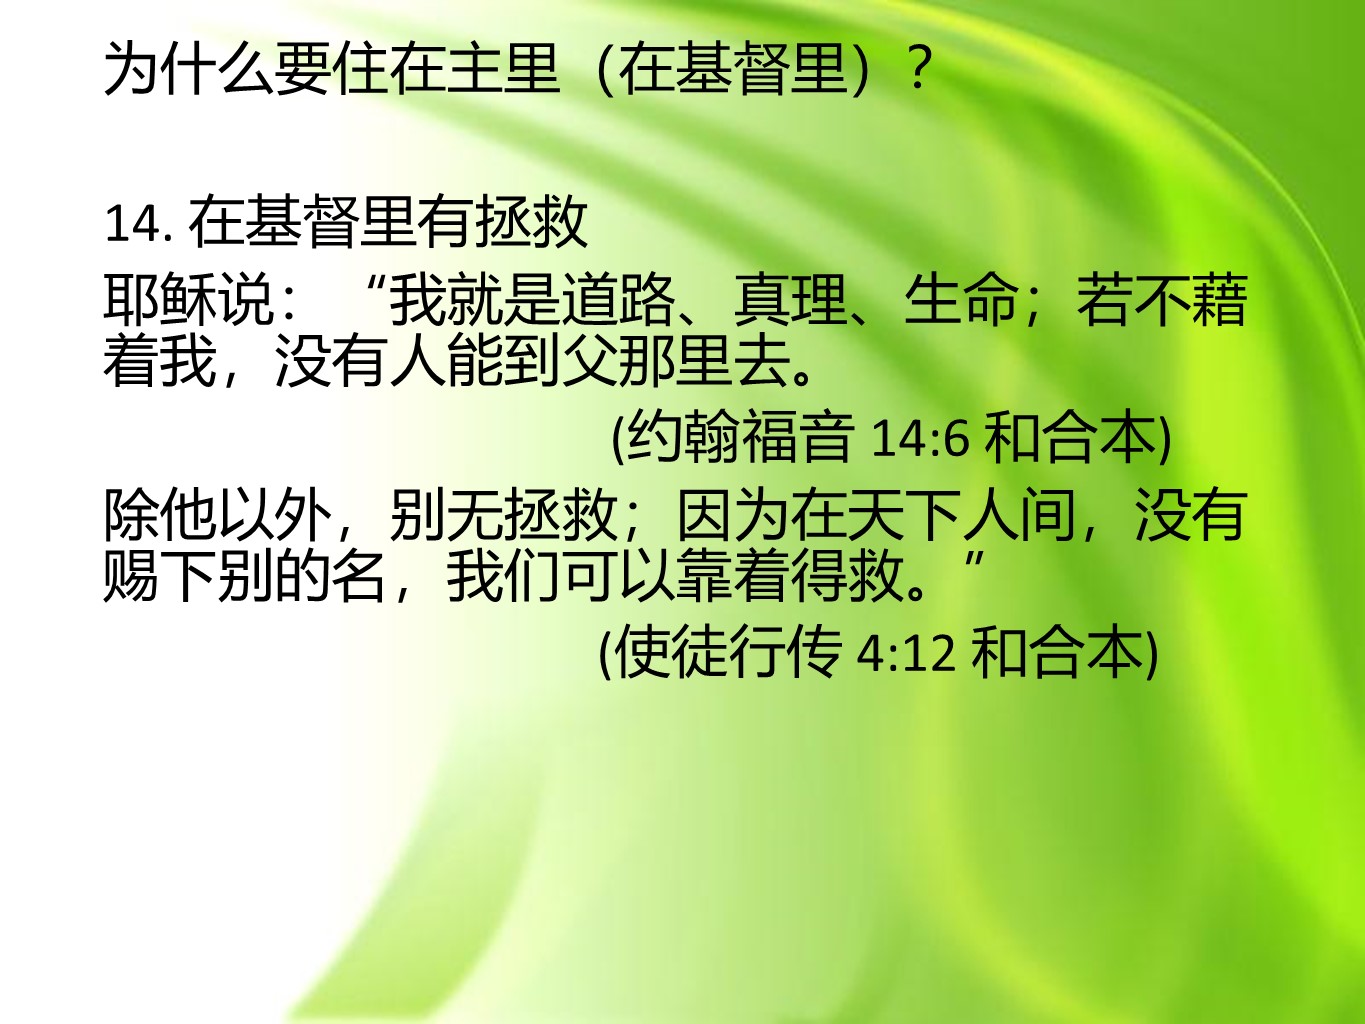 为什么要住在主里（在基督里）？
14. 在基督里有拯救
耶稣说：“我就是道路、真理、生命；若不藉
着我，没有人能到父那里去。
(约翰福音 14:6 和合本)
除他以外，别无拯救；因为在天下人间，没有
赐下别的名，我们可以靠着得救。”
(使徒行传 4:12 和合本)